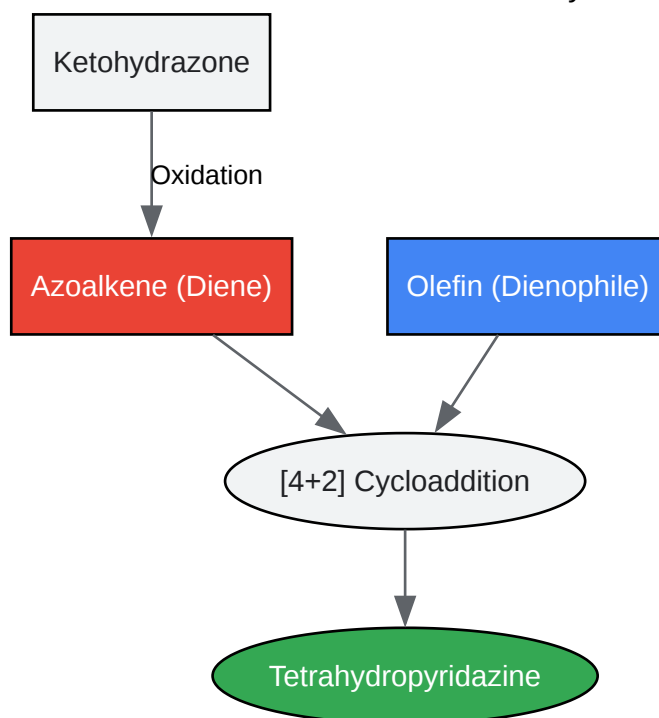 Ketohydrazone
Oxidation
Azoalkene (Diene)
Olefin (Dienophile)
[4+2] Cycloaddition
Tetrahydropyridazine